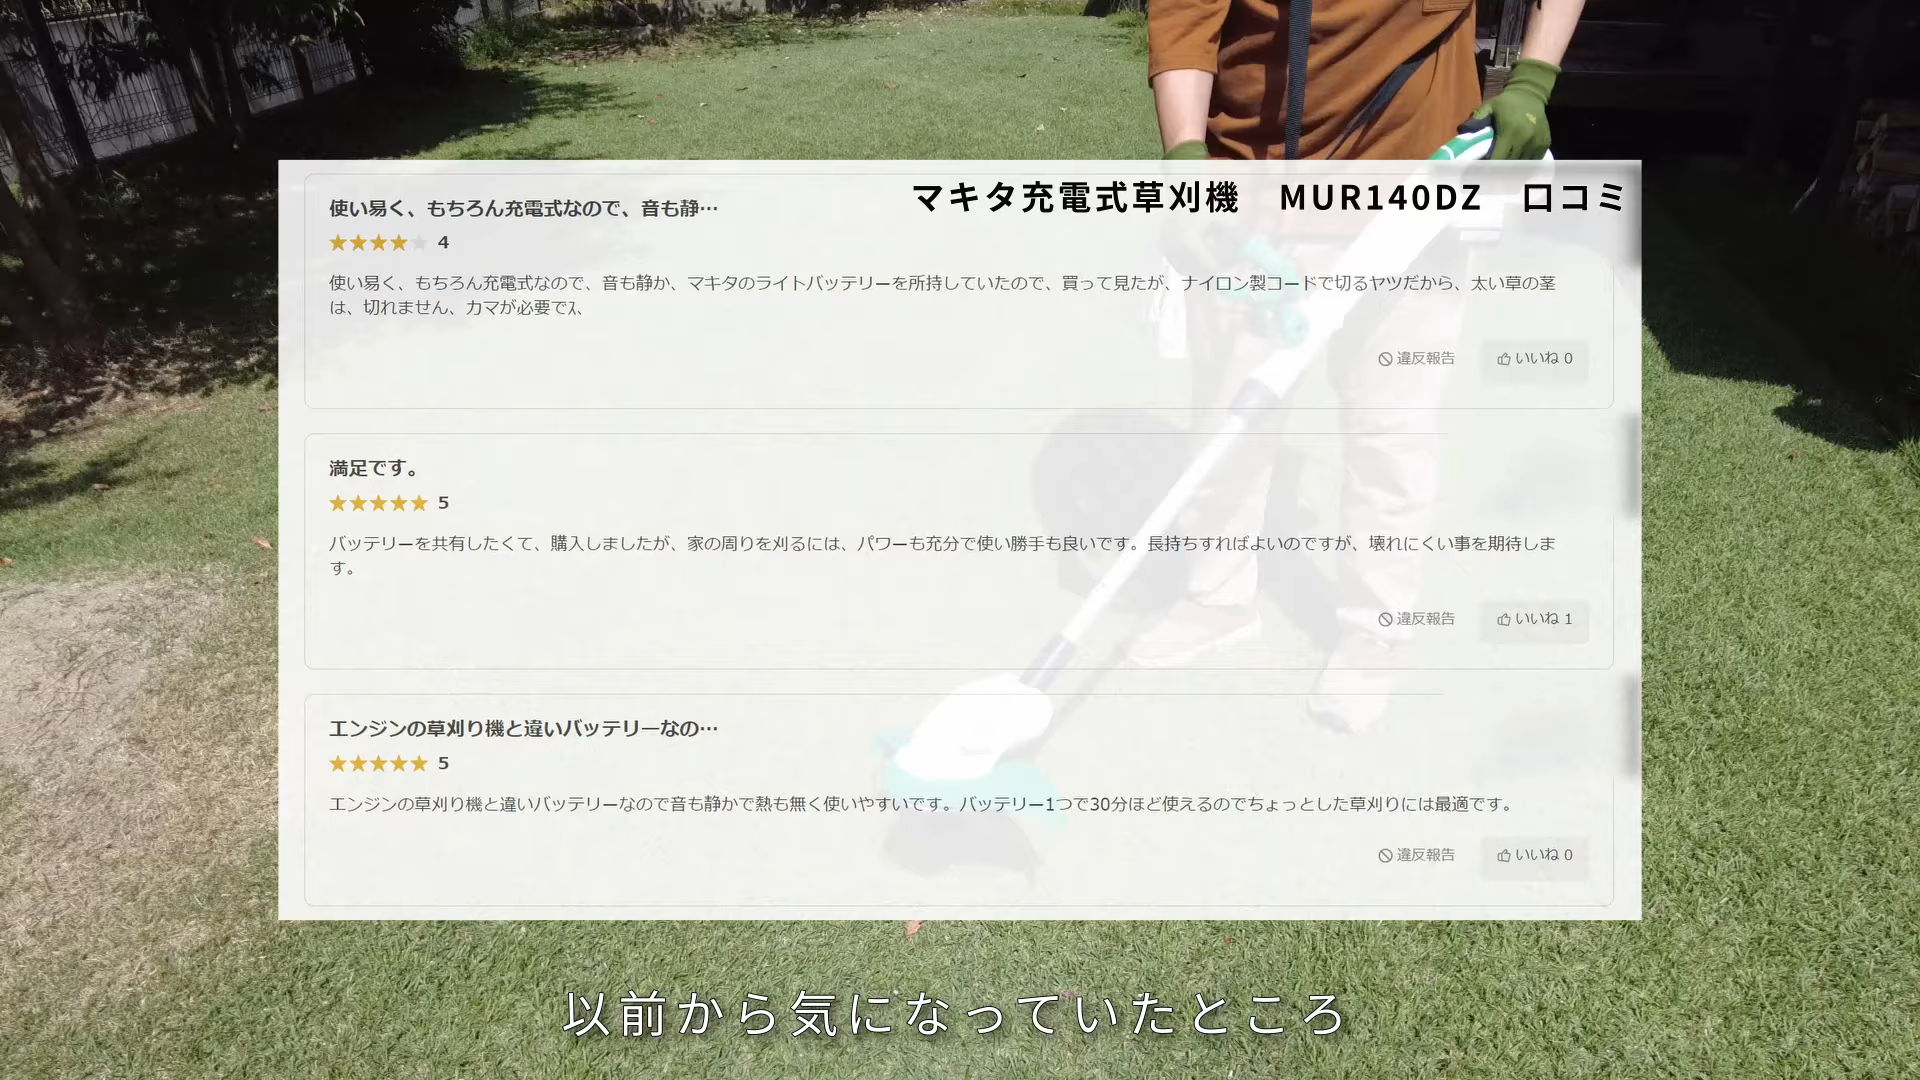 マキタ充電式草刈機　MUR140DZ　口コミ
使い易く、もちろん充電式なので、音も静…
4
使い易く、もちろん充電式なので、音も静か、マキタのライトバッテリーを所持していたので、買って見たが、ナイロン製コードで切るヤツだから、太い草の茎
は、切れません、カマが必要でｽ、
違反報告 いいね 0
満足です。
5
バッテリーを共有したくて、購入しましたが、家の周りを刈るには、パワーも充分で使い勝手も良いです。長持ちすればよいのですが、壊れにくい事を期待しま
す。
違反報告 いいね 1
エンジンの草刈り機と違いバッテリーなの…
5
エンジンの草刈り機と違いバッテリーなので音も静かで熱も無く使いやすいです。バッテリー1つで30分ほど使えるのでちょっとした草刈りには最適です。
違反報告 いいね 0
以前から気になっていたところ